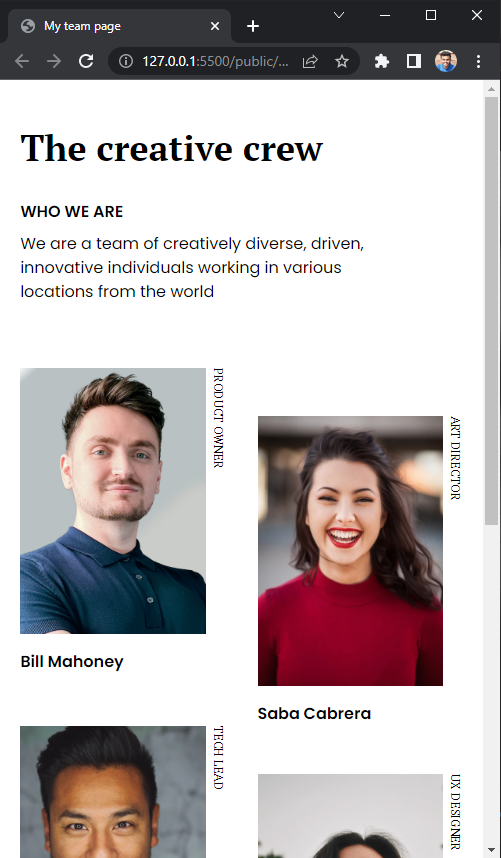 My team page
127.0.0.1:5500/public/...
The creative crew
WHO WE ARE
We are a team of creatively diverse, driven,
innovative individuals working in various
locations from the world
PRODUCT OWNER
Bill Mahoney
ART DIRECTOR
Saba Cabrera
TECH LEAD
UX DESIGNER